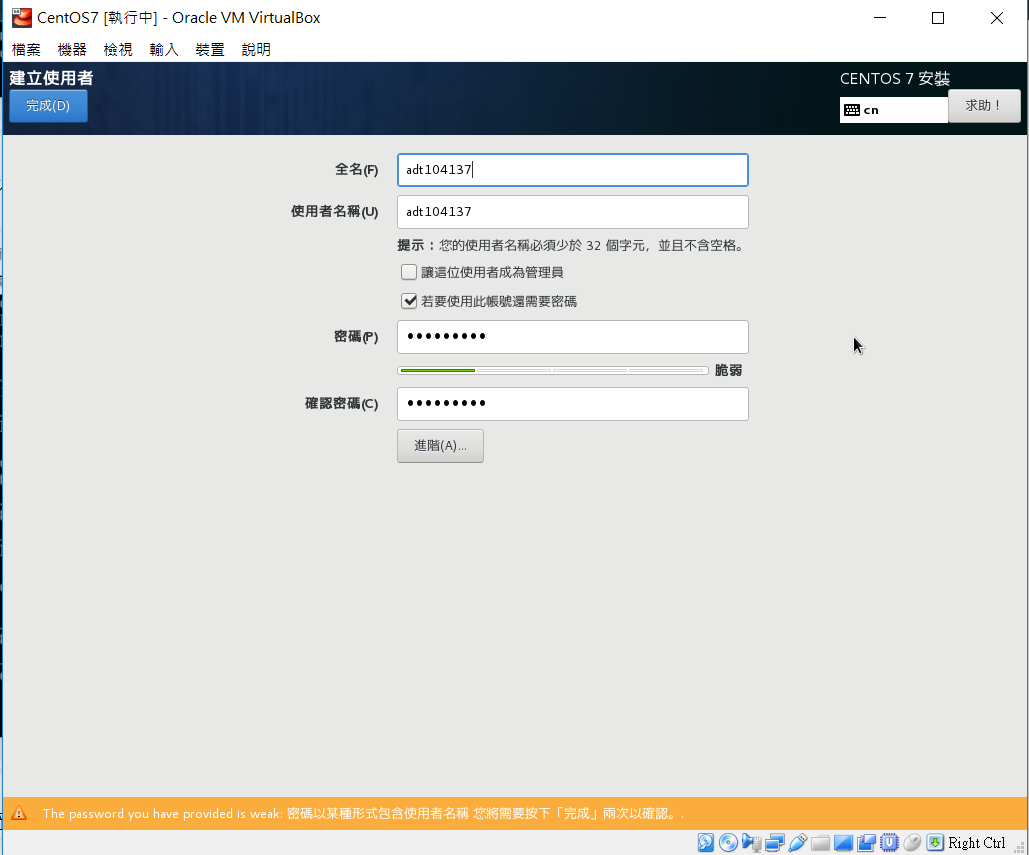 CentOS7 [執行中] - Oracle VM VirtualBox
檔案 機器 檢視 輸入 裝置 說明
建立使用者
CENTOS 7 安裝
完成(D)
cn
求助！
全名(F)
adt104137
使用者名稱(U)
adt104137
提示：您的使用者名稱必須少於 32 個字元，並且不含空格。
讓這位使用者成為管理員
若要使用此帳號還需要密碼
密碼(P)
•••••••••
脆弱
確認密碼(C)
•••••••••
進階(A)...
The password you have provided is weak: 密碼以某種形式包含使用者名稱 您將需要按下「完成」兩次以確認。.
Right Ctrl